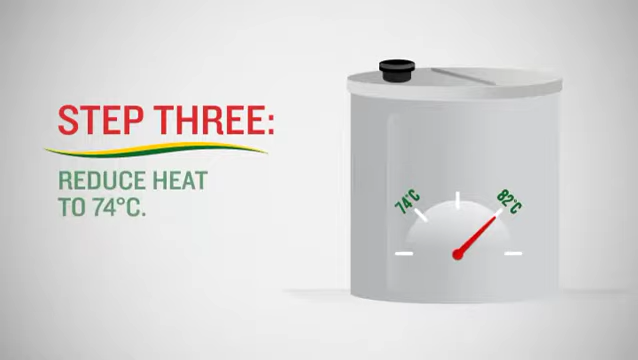 STEP THREE:
REDUCE HEAT
TO 74°C.
74°C
82°C